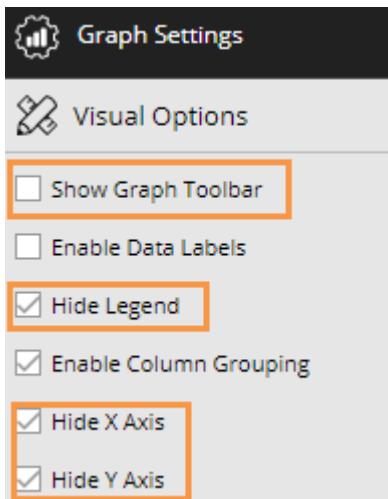 Graph Settings
Visual Options
Show Graph Toolbar
Enable Data Labels
Hide Legend
Enable Column Grouping
Hide X Axis
Hide Y Axis